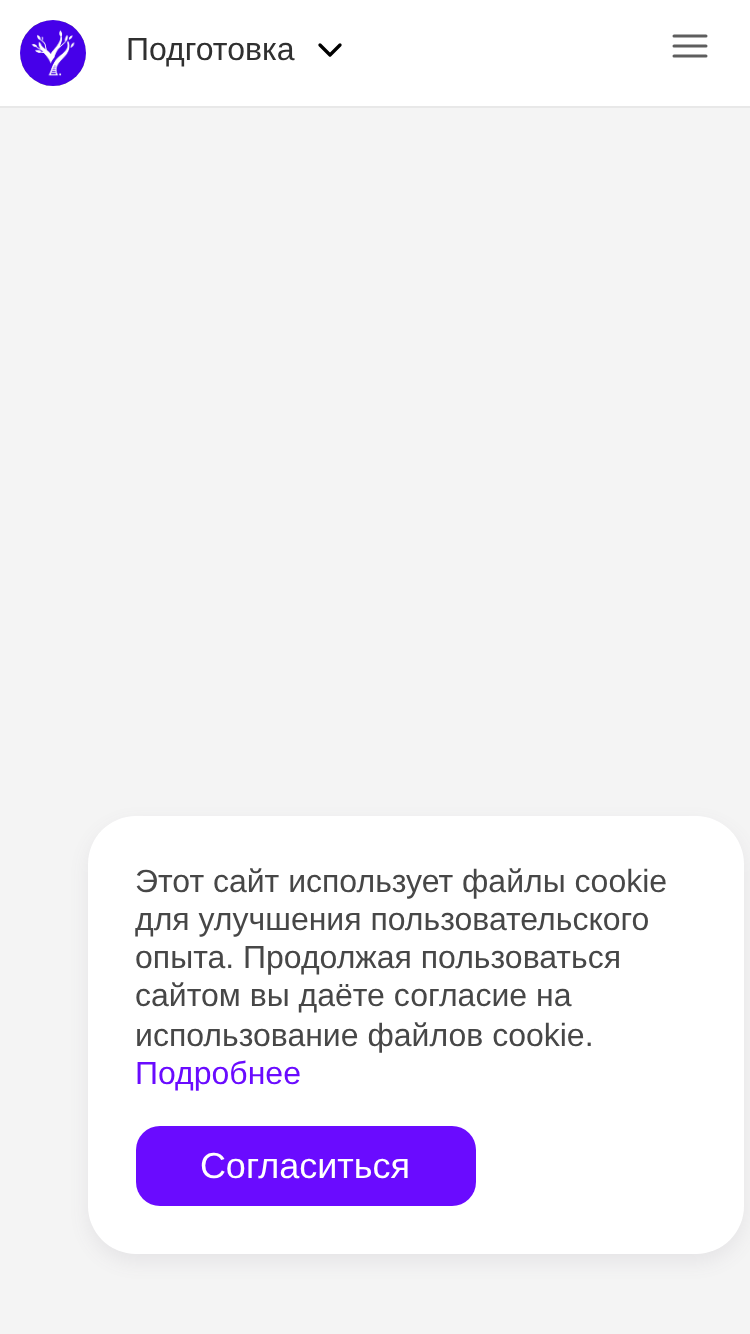 Подготовка
Этот сайт использует файлы cookie
для улучшения пользовательского
опыта. Продолжая пользоваться
сайтом вы даёте согласие на
использование файлов cookie.
Подробнее
Согласиться